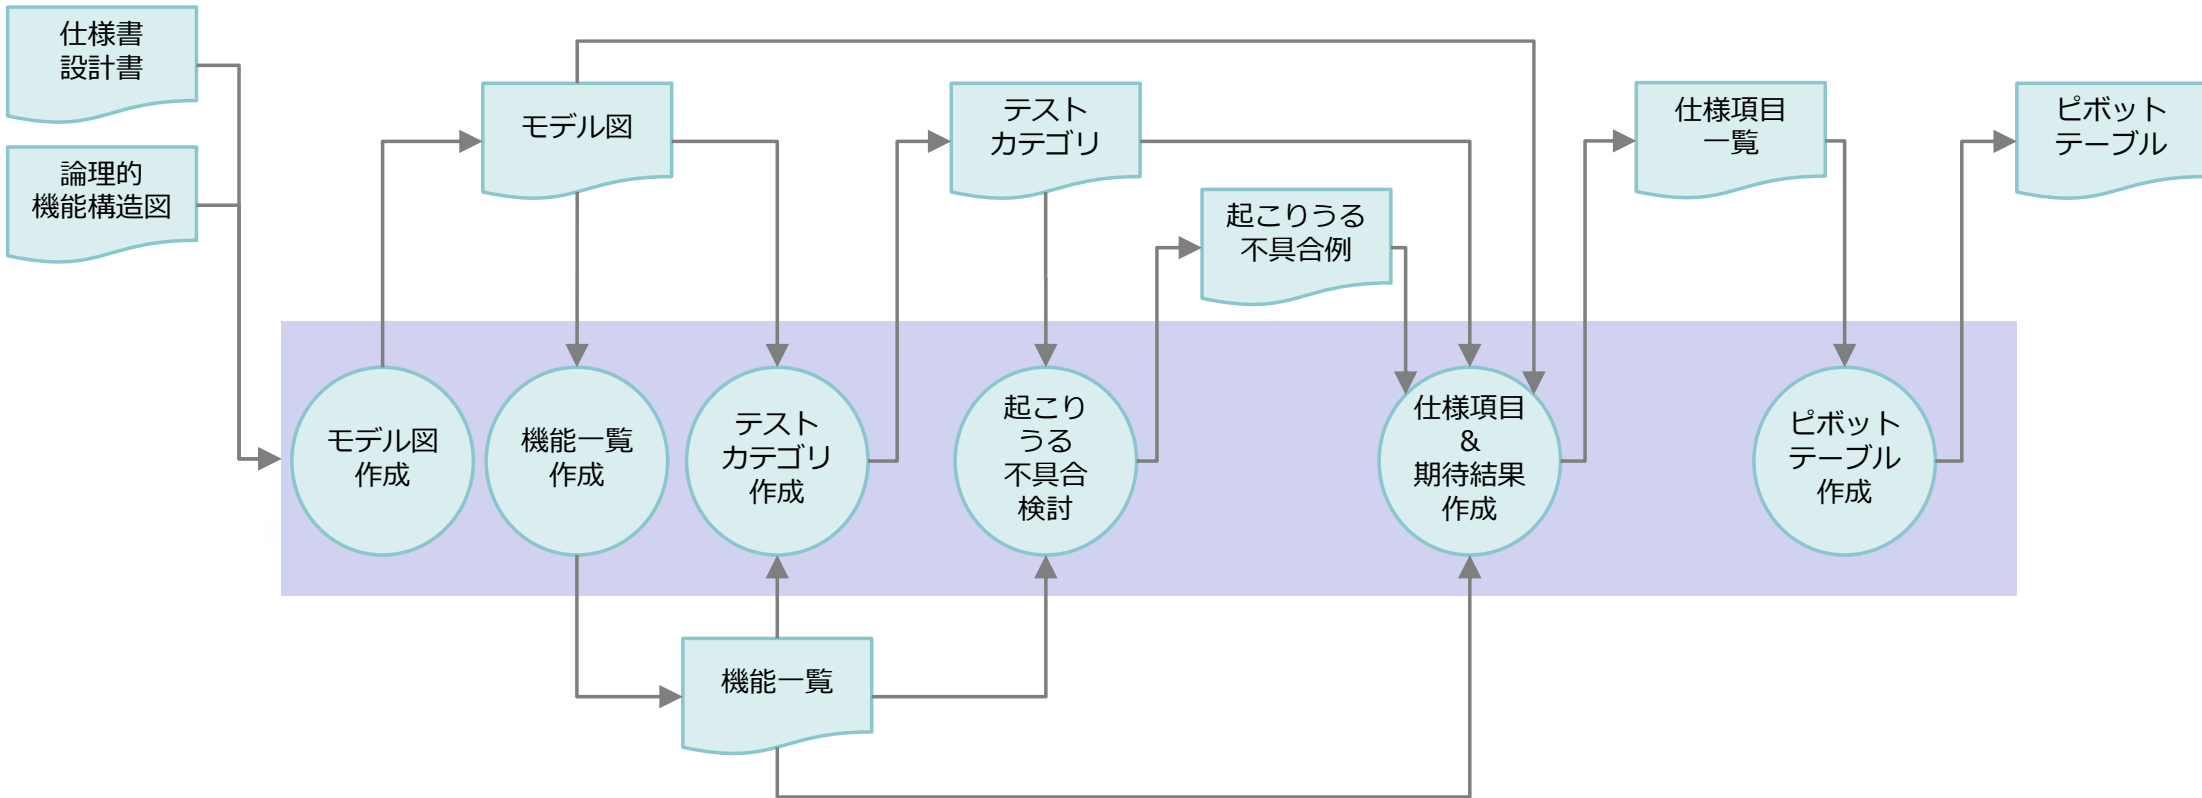 仕様書
設計書
論理的
機能構造図
モデル図
テスト
カテゴリ
起こりうる
不具合例
仕様項目
一覧
ピボット
テーブル
モデル図
作成
機能一覧
作成
テスト
カテゴリ
作成
起こり
うる
不具合
検討
仕様項目
&
期待結果
作成
ピボット
テーブル
作成
機能一覧